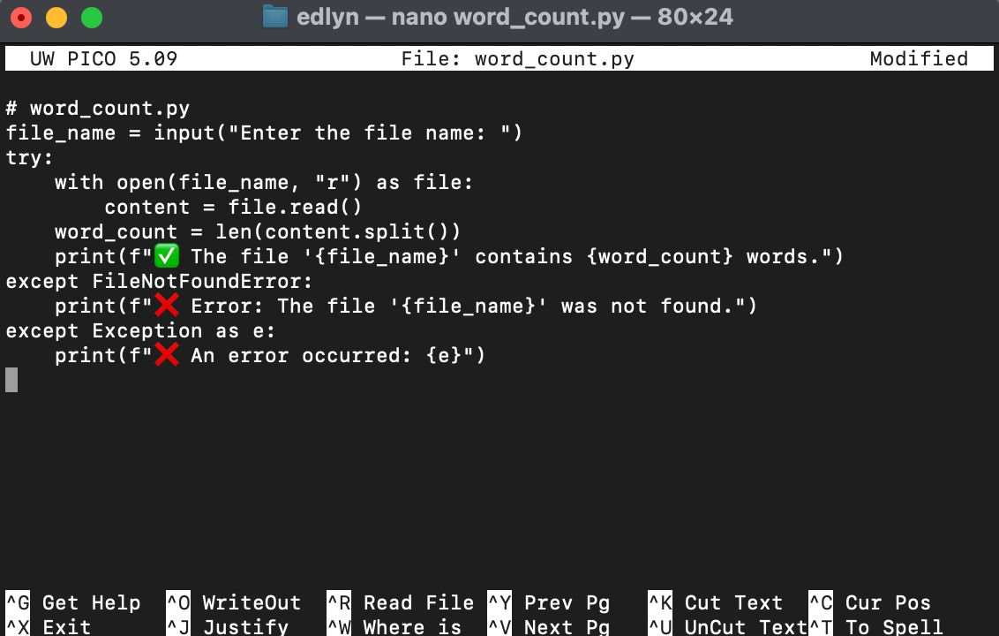 edlyn — nano word_count.py — 80×24
UW PICO 5.09 File: word_count.py Modified
# word_count.py
file_name = input("Enter the file name: ")
try:
    with open(file_name, "r") as file:
        content = file.read()
    word_count = len(content.split())
    print(f"✅ The file '{file_name}' contains {word_count} words.")
except FileNotFoundError:
    print(f"❌ Error: The file '{file_name}' was not found.")
except Exception as e:
    print(f"❌ An error occurred: {e}")
^G Get Help ^O WriteOut ^R Read File ^Y Prev Pg ^K Cut Text ^C Cur Pos
^X Exit ^J Justify ^W Where is ^V Next Pg ^U UnCut Text ^T To Spell